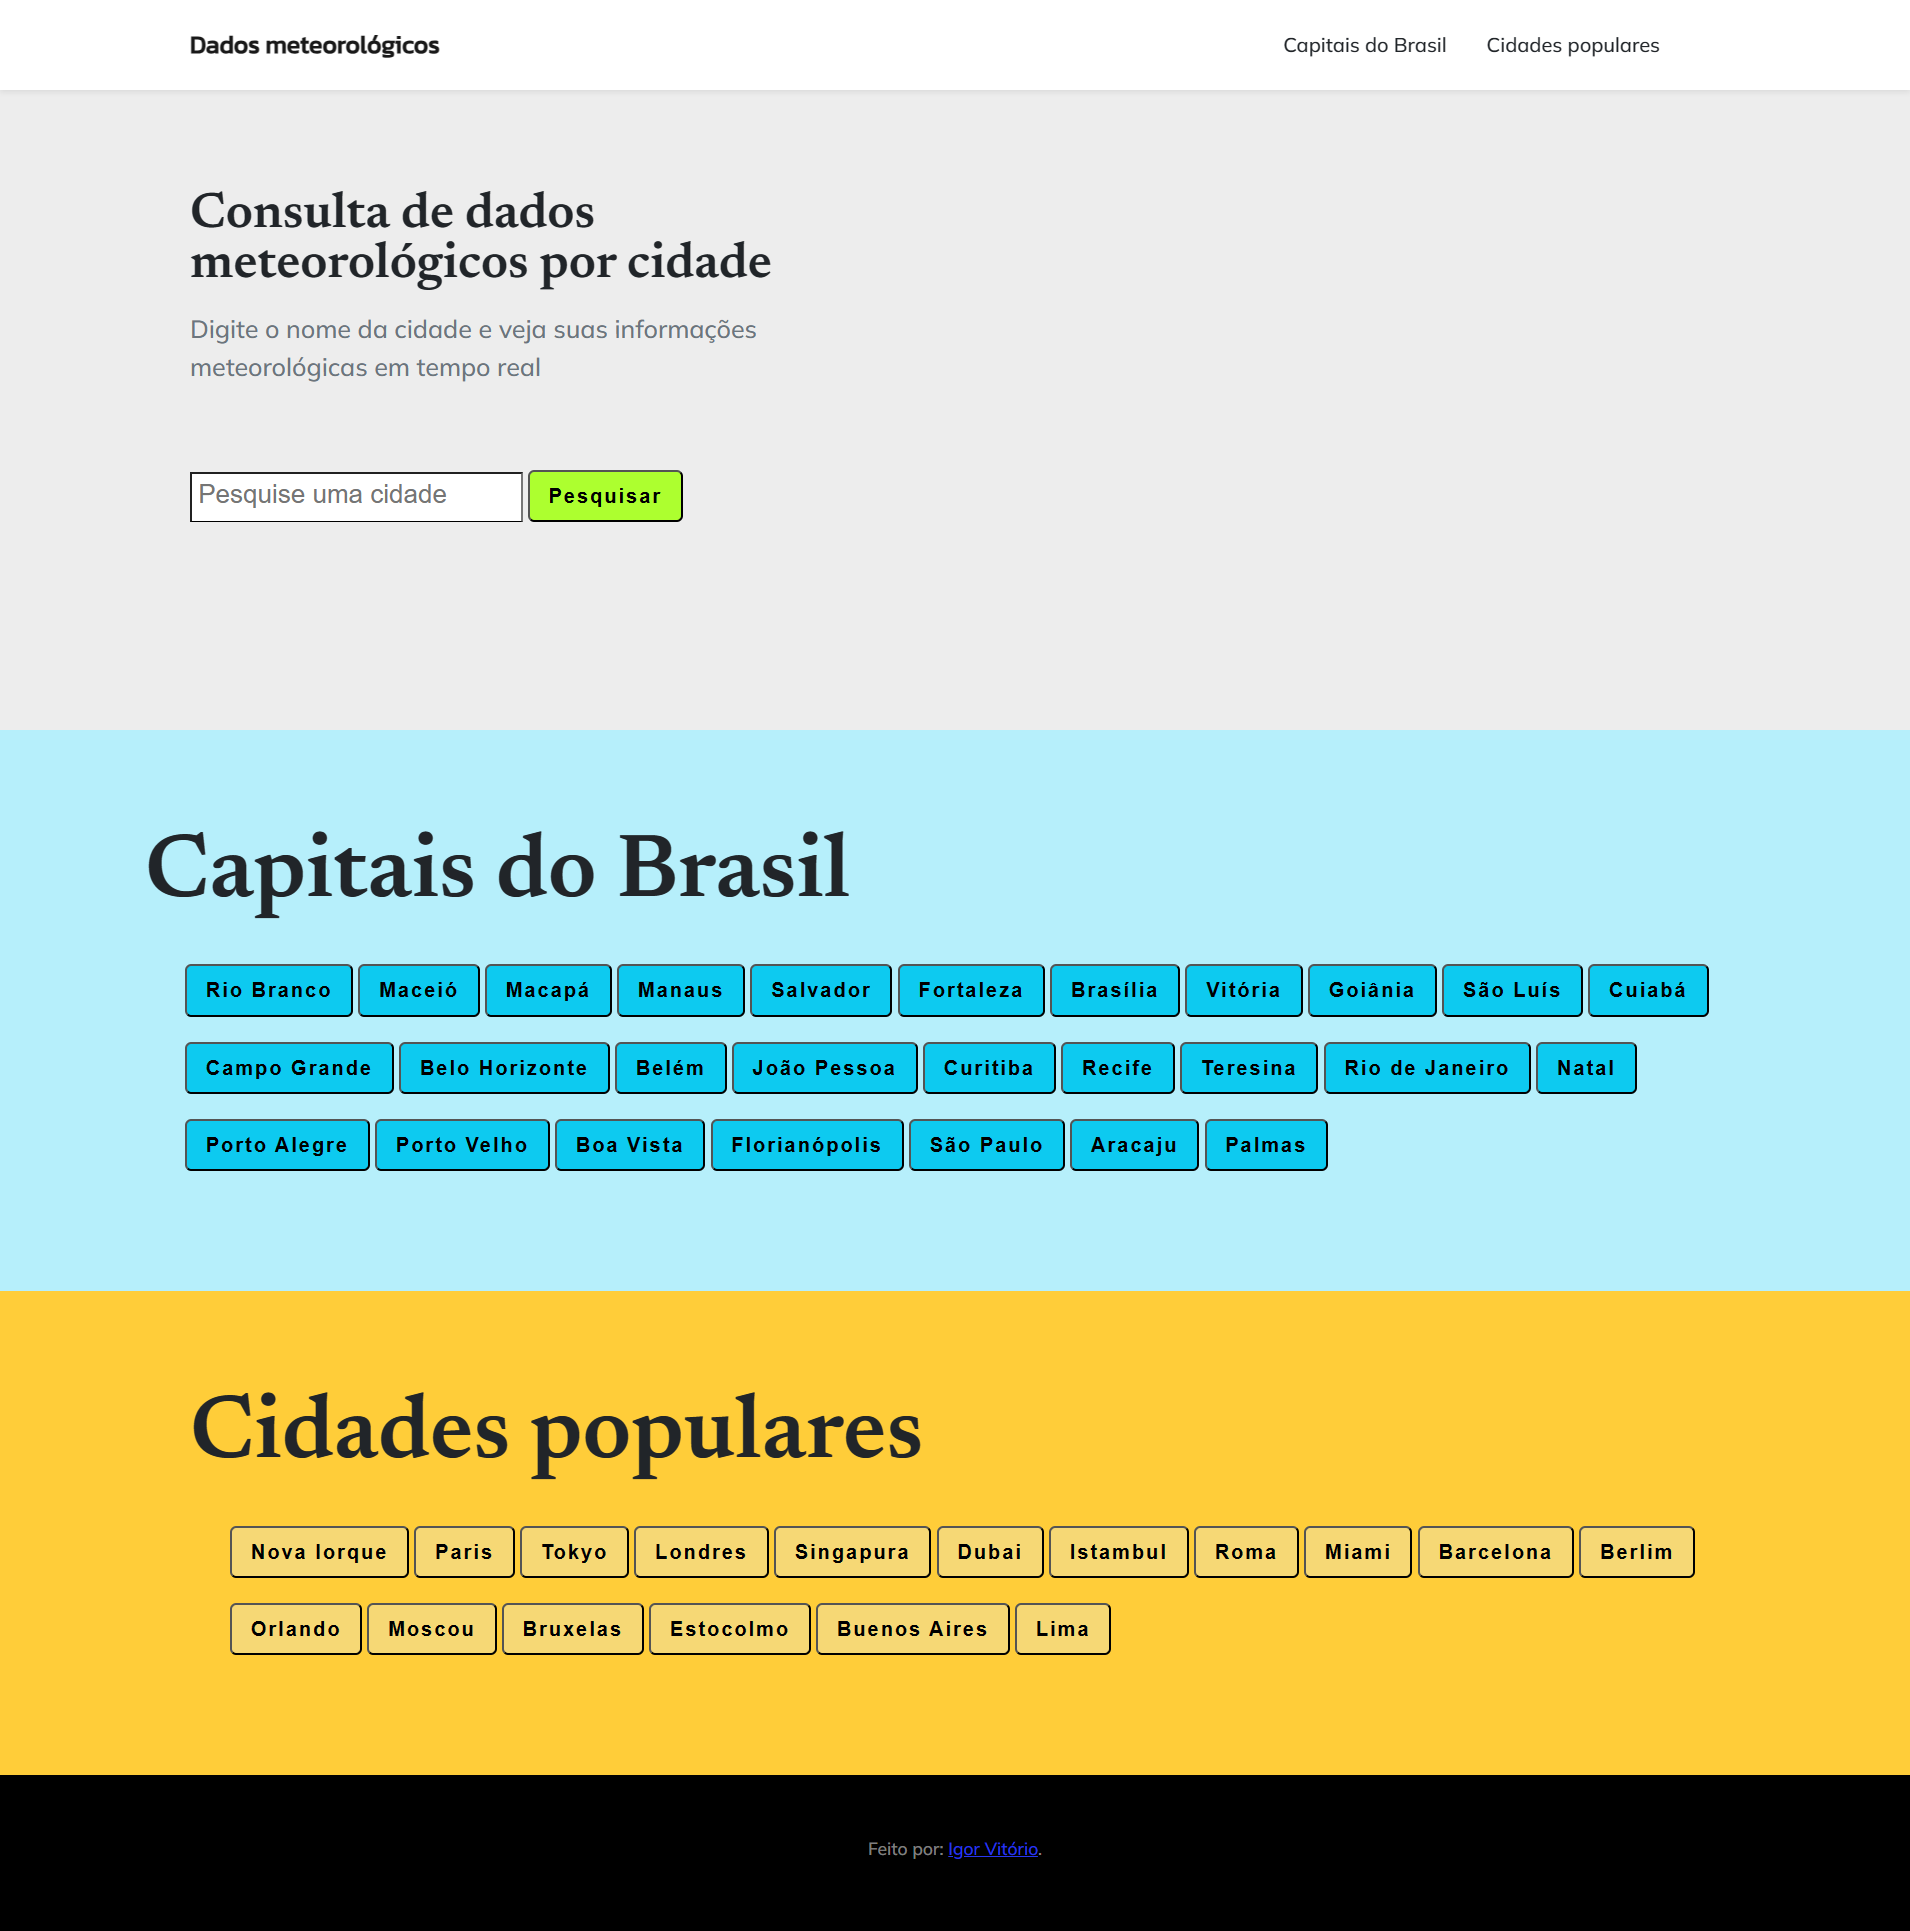 Dados meteorológicos
Capitais do Brasil
Cidades populares
Consulta de dados
meteorológicos por cidade
Digite o nome da cidade e veja suas informações
meteorológicas em tempo real
Pesquise uma cidade
Pesquisar
Capitais do Brasil
Rio Branco Maceió Macapá Manaus Salvador Fortaleza Brasília Vitória Goiânia São Luís Cuiabá
Campo Grande Belo Horizonte Belém João Pessoa Curitiba Recife Teresina Rio de Janeiro Natal
Porto Alegre Porto Velho Boa Vista Florianópolis São Paulo Aracaju Palmas
Cidades populares
Nova Iorque Paris Tokyo Londres Singapura Dubai Istambul Roma Miami Barcelona Berlim
Orlando Moscou Bruxelas Estocolmo Buenos Aires Lima
Feito por: Igor Vitório.